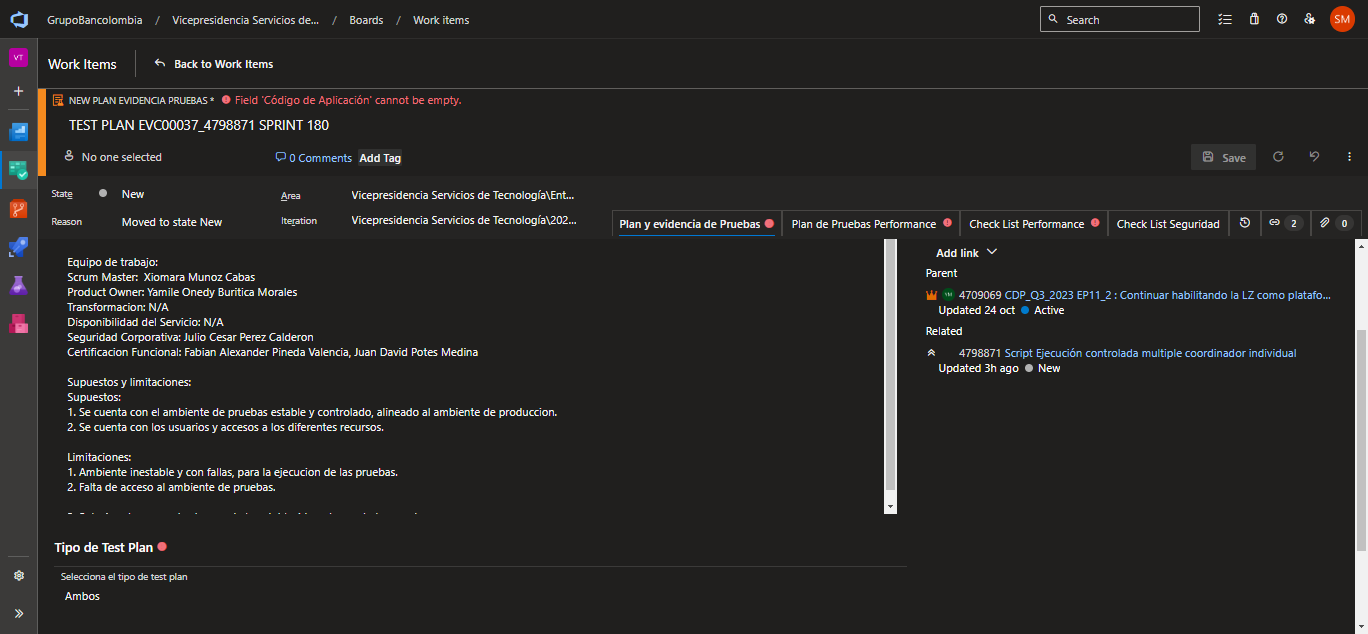 GrupoBancolombia / Vicepresidencia Servicios de... / Boards / Work items
Search
SM
VT
Work Items
Back to Work Items
NEW PLAN EVIDENCIA PRUEBAS * Field 'Código de Aplicación' cannot be empty.
TEST PLAN EVC00037_4798871 SPRINT 180
No one selected
0 Comments
Add Tag
Save
State
New
Area
Vicepresidencia Servicios de Tecnología\Ent...
Reason
Moved to state New
Iteration
Vicepresidencia Servicios de Tecnología\202...
Plan y evidencia de Pruebas
Plan de Pruebas Performance
Check List Performance
Check List Seguridad
2
0
Equipo de trabajo:
Scrum Master: Xiomara Munoz Cabas
Product Owner: Yamile Onedy Buritica Morales
Transformacion: N/A
Disponibilidad del Servicio: N/A
Seguridad Corporativa: Julio Cesar Perez Calderon
Certificacion Funcional: Fabian Alexander Pineda Valencia, Juan David Potes Medina
Supuestos y limitaciones:
Supuestos:
1. Se cuenta con el ambiente de pruebas estable y controlado, alineado al ambiente de produccion.
2. Se cuenta con los usuarios y accesos a los diferentes recursos.
Limitaciones:
1. Ambiente inestable y con fallas, para la ejecucion de las pruebas.
2. Falta de acceso al ambiente de pruebas.
Tipo de Test Plan
Selecciona el tipo de test plan
Ambos
Add link
Parent
4709069 CDP_Q3_2023 EP11_2 : Continuar habilitando la LZ como platafo...
Updated 24 oct Active
Related
4798871 Script Ejecución controlada multiple coordinador individual
Updated 3h ago New